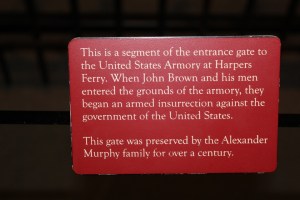 This is a segment of the entrance gate to
the United States Armory at Harpers
Ferry. When John Brown and his men
entered the grounds of the armory, they
began an armed insurrection against the
government of the United States.
This gate was preserved by the Alexander
Murphy family for over a century.